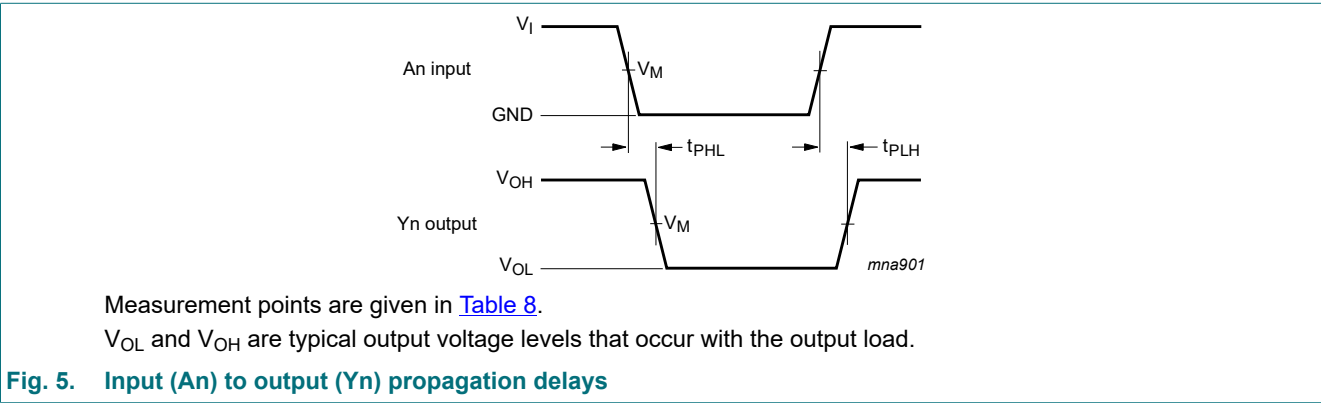 V_I
An input
V_M
GND
t_PHL
t_PLH
V_OH
Yn output
V_M
V_OL
mna901
Measurement points are given in Table 8.
V_OL and V_OH are typical output voltage levels that occur with the output load.
Fig. 5. Input (An) to output (Yn) propagation delays